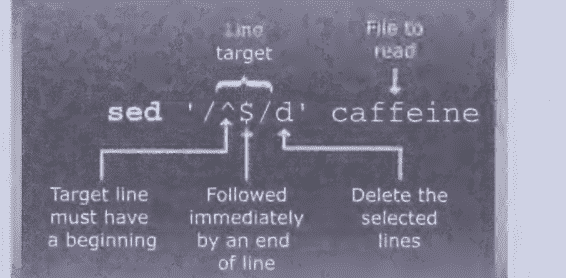 Line
target
File to
read
sed '/^$/d' caffeine
Target line
must have
a beginning
Followed
immediately
by an end
of line
Delete the
selected
lines